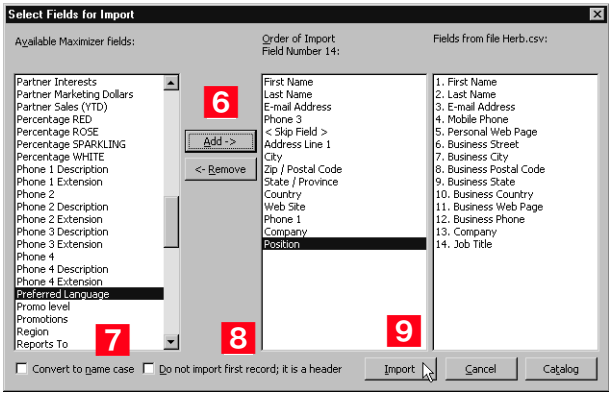 Select Fields for Import
Available Maximizer fields:
Order of Import
Field Number 14:
Fields from file Herb.csv:
Partner Interests
Partner Marketing Dollars
Partner Sales (YTD)
Percentage RED
Percentage ROSE
Percentage SPARKLING
Percentage WHITE
Phone 1 Description
Phone 1 Extension
Phone 2
Phone 2 Description
Phone 2 Extension
Phone 3 Description
Phone 3 Extension
Phone 4
Phone 4 Description
Phone 4 Extension
Preferred Language
Promo level
Promotions
Region
Reports To
6
Add ->
<- Remove
First Name
Last Name
E-mail Address
Phone 3
< Skip Field >
Address Line 1
City
Zip / Postal Code
State / Province
Country
Web Site
Phone 1
Company
Position
1. First Name
2. Last Name
3. E-mail Address
4. Mobile Phone
5. Personal Web Page
6. Business Street
7. Business City
8. Business Postal Code
9. Business State
10. Business Country
11. Business Web Page
12. Business Phone
13. Company
14. Job Title
7
8
9
Convert to name case
Do not import first record; it is a header
Import
Cancel
Catalog